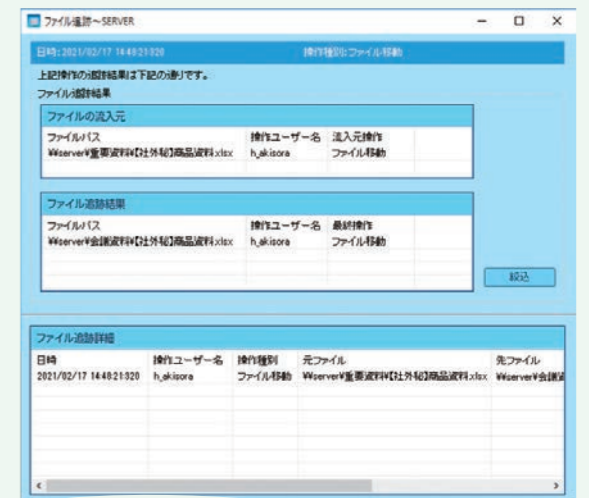 ファイル追跡～SERVER
日時:2021/02/17 14:48:21:320 操作種別:ファイル移動
上記操作の追跡結果は下記の通りです。
ファイル追跡結果
ファイルの流入元
ファイルパス 操作ユーザー名 流入元操作
¥¥server¥重要資料¥【社外秘】商品資料.xlsx h_akisora ファイル移動
ファイル追跡結果
ファイルパス 操作ユーザー名 最終操作
¥¥server¥会議資料¥【社外秘】商品資料.xlsx h_akisora ファイル移動
絞込
ファイル追跡詳細
日時 操作ユーザー名 操作種別 元ファイル 先ファイル
2021/02/17 14:48:21:320 h_akisora ファイル移動 ¥¥server¥重要資料¥【社外秘】商品資料.xlsx ¥¥server¥会議